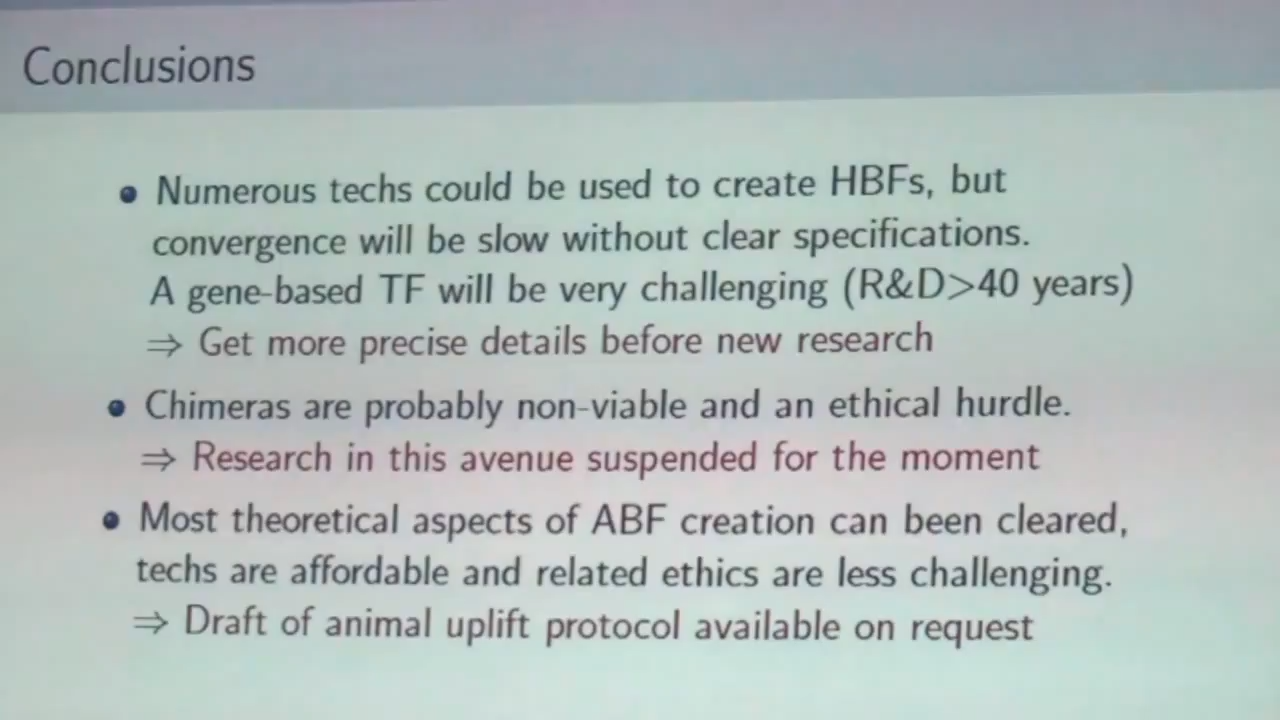 Conclusions
Numerous techs could be used to create HBFs, but
convergence will be slow without clear specifications.
A gene-based TF will be very challenging (R&D>40 years)
⇒ Get more precise details before new research
Chimeras are probably non-viable and an ethical hurdle.
⇒ Research in this avenue suspended for the moment
Most theoretical aspects of ABF creation can been cleared,
techs are affordable and related ethics are less challenging.
⇒ Draft of animal uplift protocol available on request